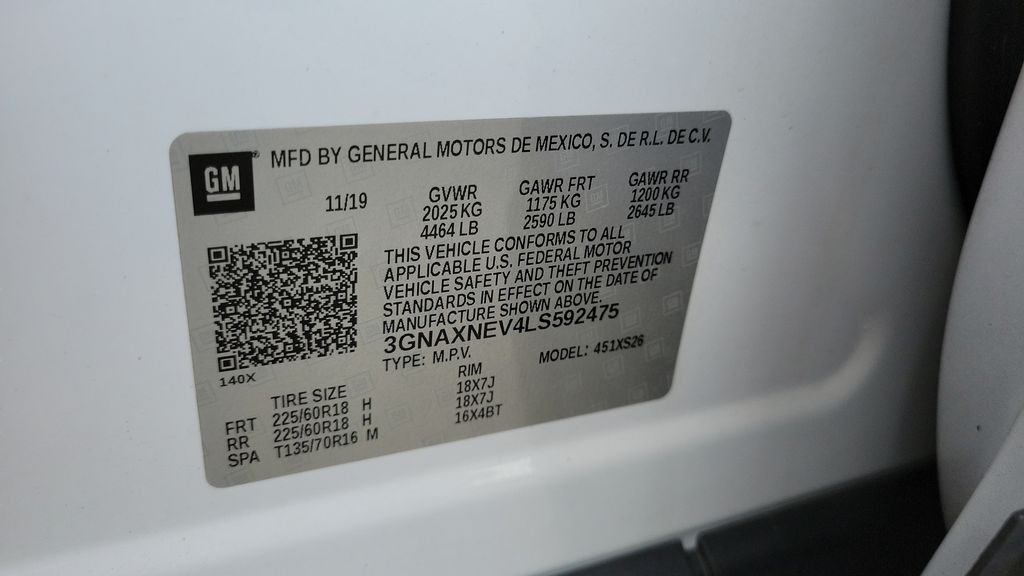 GM® MFD BY GENERAL MOTORS DE MEXICO, S. DE R.L. DE C.V.
11/19 GVWR GAWR FRT GAWR RR
2025 KG 1175 KG 1200 KG
4464 LB 2590 LB 2645 LB
THIS VEHICLE CONFORMS TO ALL
APPLICABLE U.S. FEDERAL MOTOR
VEHICLE SAFETY AND THEFT PREVENTION
STANDARDS IN EFFECT ON THE DATE OF
MANUFACTURE SHOWN ABOVE.
3GNAXNEV4LS592475
TYPE: M.P.V. MODEL: 451XS26
140X
TIRE SIZE RIM
FRT 225/60R18 H 18X7J
RR 225/60R18 H 18X7J
SPA T135/70R16 M 16X4BT